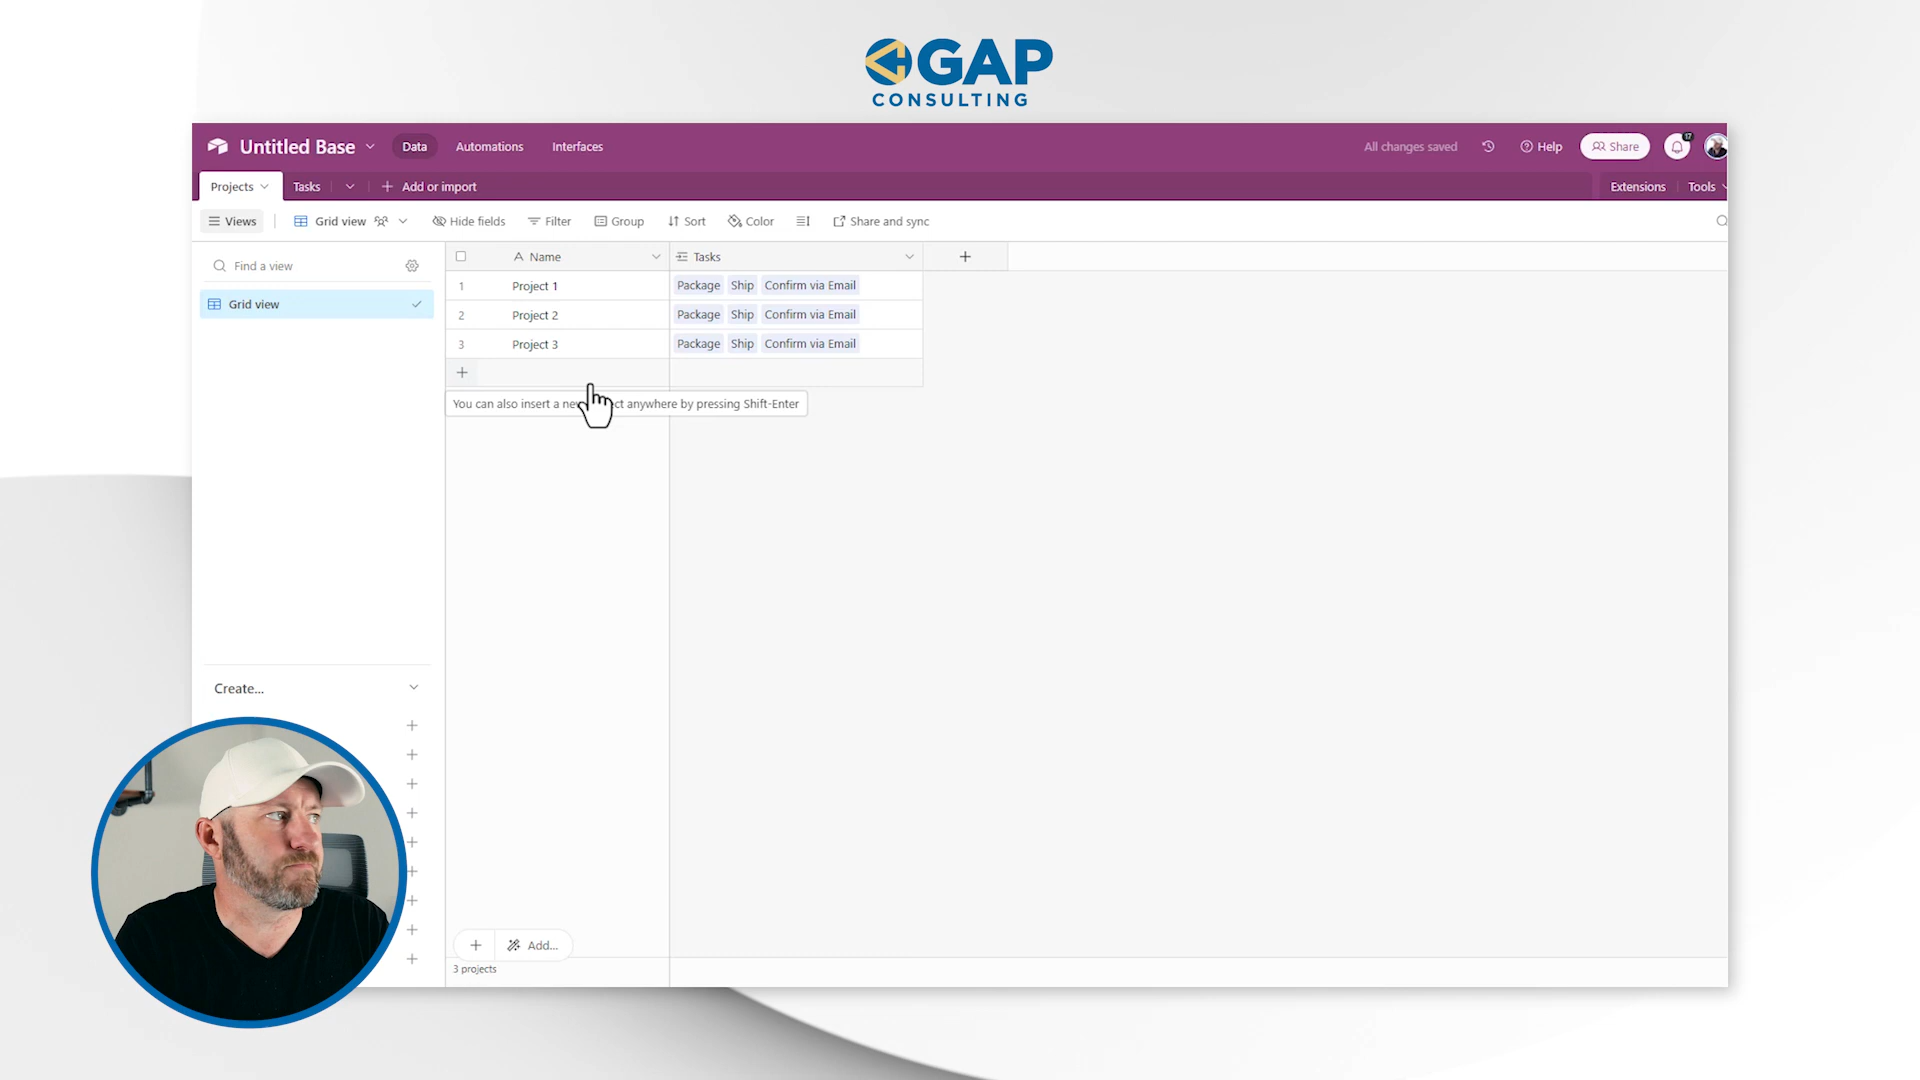 GAP
CONSULTING
Untitled Base
Data
Automations
Interfaces
All changes saved
Help
Share
17
Projects
Tasks
Add or import
Extensions
Tools
Views
Grid view
Hide fields
Filter
Group
Sort
Color
Share and sync
Find a view
Grid view
Name
Tasks
1
Project 1
Package
Ship
Confirm via Email
2
Project 2
Package
Ship
Confirm via Email
3
Project 3
Package
Ship
Confirm via Email
You can also insert a new anywhere by pressing Shift-Enter
Create...
Add...
3 projects